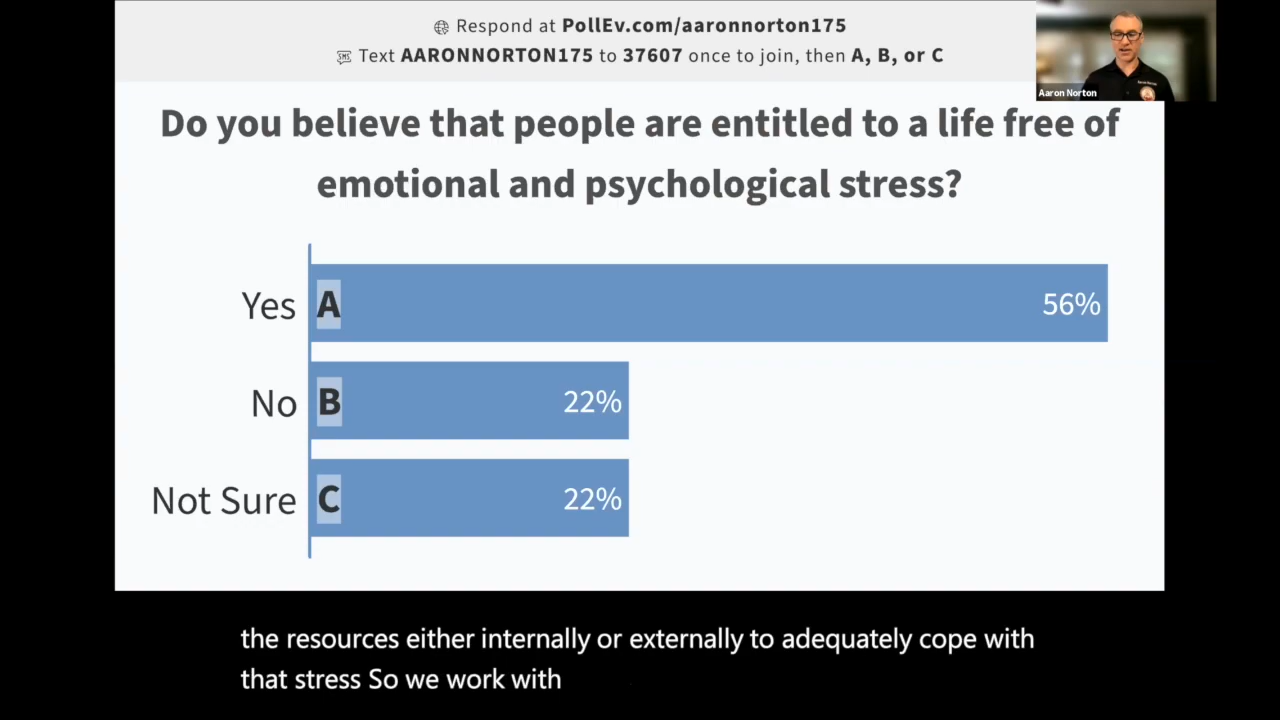 Respond at PollEv.com/aaronnorton175
Text AARONNORTON175 to 37607 once to join, then A, B, or C
Aaron Norton
Do you believe that people are entitled to a life free of
emotional and psychological stress?
Yes A 56%
No B 22%
Not Sure C 22%
the resources either internally or externally to adequately cope with
that stress So we work with